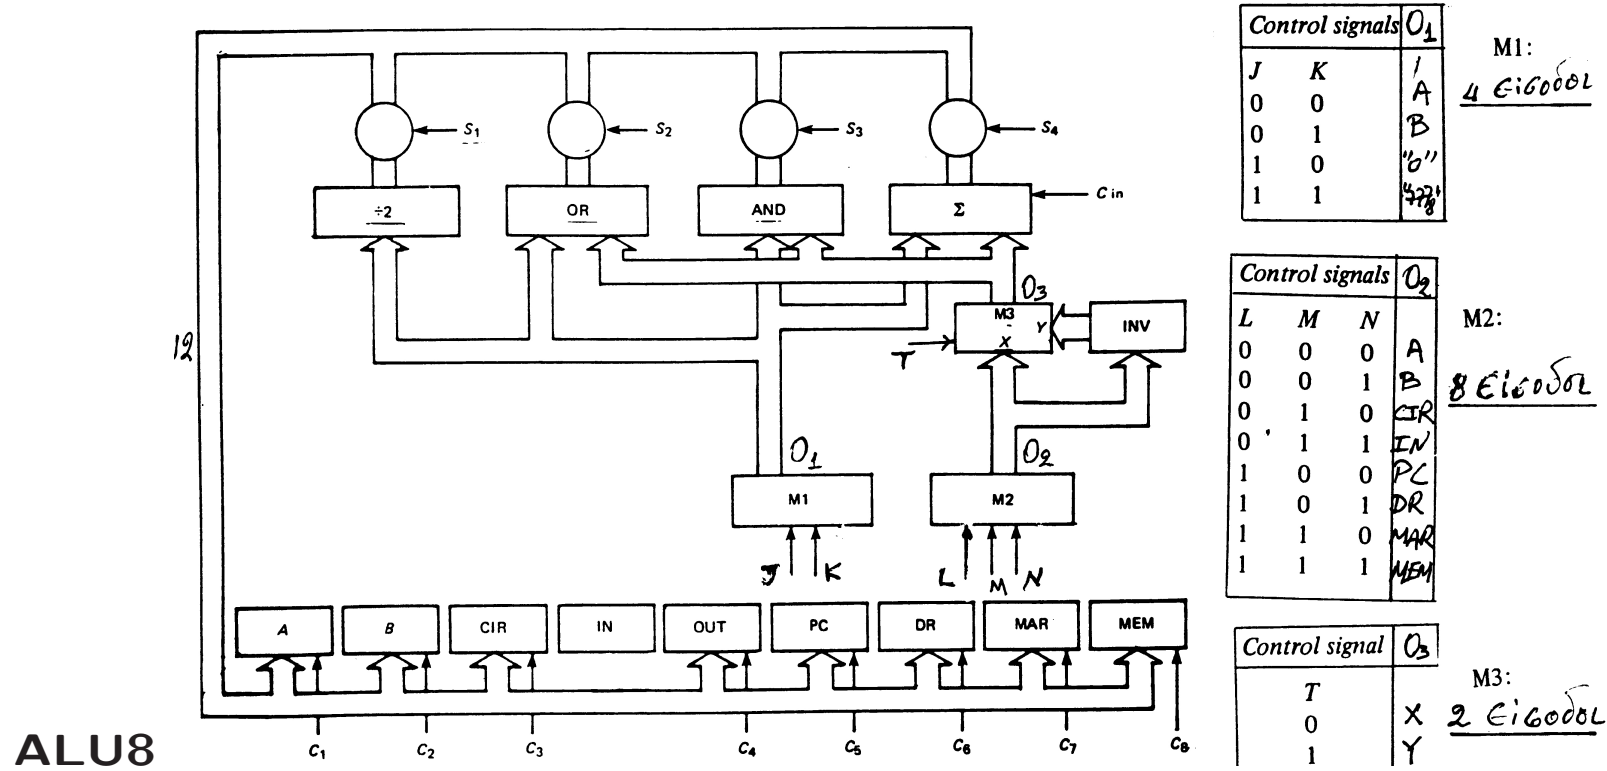 S1
S2
S3
S4
÷2
OR
AND
Σ
C in
O3
M3
X
Y
INV
T
12
O1
O2
M1
M2
J K
L M N
A
B
CIR
IN
OUT
PC
DR
MAR
MEM
C1
C2
C3
C4
C5
C6
C7
C8
ALU8
Control signals O1
J K
0 0 A
0 1 B
1 0 "0"
1 1
M1:
4 είσοδοι
Control signals O2
L M N
0 0 0 A
0 0 1 B
0 1 0 CIR
0 1 1 IN
1 0 0 PC
1 0 1 DR
1 1 0 MAR
1 1 1 MEM
M2:
8 είσοδοι
Control signal O3
T
0 X
1 Y
M3:
2 είσοδοι